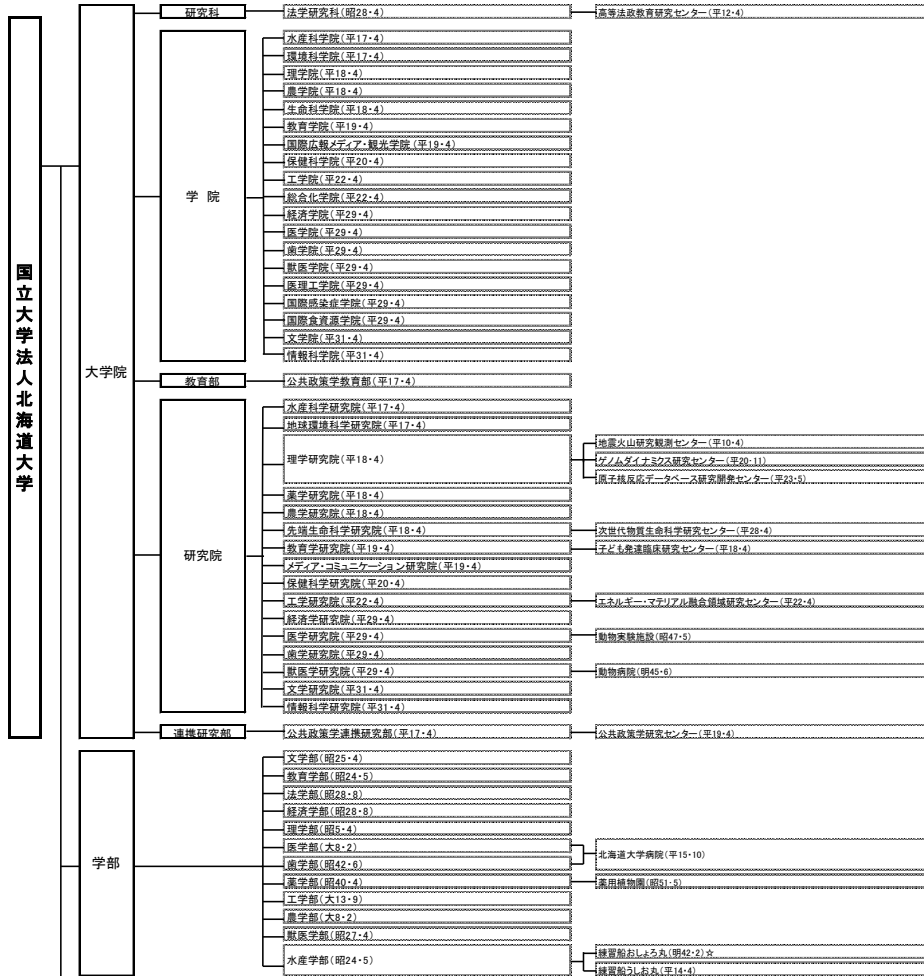 国立大学法人北海道大学
大学院
研究科
法学研究科(昭28・4)
高等法政教育研究センター(平12・4)
学 院
水産科学院(平17・4)
環境科学院(平17・4)
理学院(平18・4)
農学院(平18・4)
生命科学院(平18・4)
教育学院(平19・4)
国際広報メディア・観光学院(平19・4)
保健科学院(平20・4)
工学院(平22・4)
総合化学院(平22・4)
経済学院(平29・4)
医学院(平29・4)
歯学院(平29・4)
獣医学院(平29・4)
医理工学院(平29・4)
国際感染症学院(平29・4)
国際食資源学院(平29・4)
文学院(平31・4)
情報科学院(平31・4)
教育部
公共政策学教育部(平17・4)
研究院
水産科学研究院(平17・4)
地球環境科学研究院(平17・4)
理学研究院(平18・4)
地震火山研究観測センター(平10・4)
ゲノムダイナミクス研究センター(平20・11)
原子核反応データベース研究開発センター(平23・5)
薬学研究院(平18・4)
農学研究院(平18・4)
先端生命科学研究院(平18・4)
次世代物質生命科学研究センター(平28・4)
教育学研究院(平19・4)
子ども発達臨床研究センター(平18・4)
メディア・コミュニケーション研究院(平19・4)
保健科学研究院(平20・4)
工学研究院(平22・4)
エネルギー・マテリアル融合領域研究センター(平22・4)
経済学研究院(平29・4)
医学研究院(平29・4)
動物実験施設(昭47・5)
歯学研究院(平29・4)
獣医学研究院(平29・4)
動物病院(明45・6)
文学研究院(平31・4)
情報科学研究院(平31・4)
連携研究部
公共政策学連携研究部(平17・4)
公共政策学研究センター(平19・4)
学部
文学部(昭25・4)
教育学部(昭24・5)
法学部(昭28・8)
経済学部(昭28・8)
理学部(昭5・4)
医学部(大8・2)
歯学部(昭42・6)
北海道大学病院(平15・10)
薬学部(昭40・4)
薬用植物園(昭51・5)
工学部(大13・9)
農学部(大8・2)
獣医学部(昭27・4)
水産学部(昭24・5)
練習船おしょろ丸(明42・2)☆
練習船うしお丸(平14・4)